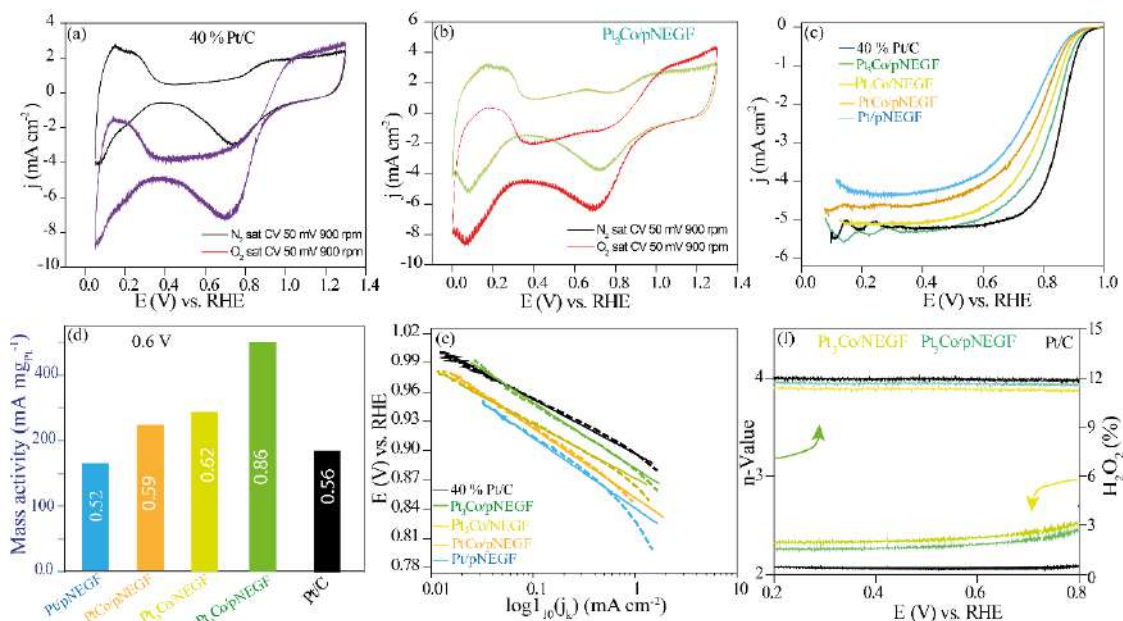 (a)
40 % Pt/C
4
2
0
-2
-4
-6
-8
-10
j (mA cm⁻²)
N₂ sat CV 50 mV 900 rpm
O₂ sat CV 50 mV 900 rpm
0.0 0.2 0.4 0.6 0.8 1.0 1.2 1.4
E (V) vs. RHE
(b)
Pt₃Co/pNEGF
6
4
2
0
-2
-4
-6
-8
-10
j (mA cm⁻²)
N₂ sat CV 50 mV 900 rpm
O₂ sat CV 50 mV 900 rpm
0.0 0.2 0.4 0.6 0.8 1.0 1.2 1.4
E (V) vs. RHE
(c)
0
-1
-2
-3
-4
-5
-6
j (mA cm⁻²)
40 % Pt/C
Pt₃Co/pNEGF
Pt₃Co/NEGF
PtCo/pNEGF
Pt/pNEGF
0.0 0.2 0.4 0.6 0.8 1.0
E (V) vs. RHE
(d)
0.6 V
400
200
100
0.0
Mass activity (mA mg⁻¹Pt)
0.52
0.59
0.62
0.86
0.56
Pt/pNEGF
PtCo/pNEGF
Pt₃Co/NEGF
Pt₃Co/pNEGF
Pt/C
(e)
1.02
0.99
0.96
0.93
0.90
0.87
0.84
0.81
0.78
E (V) vs. RHE
40 % Pt/C
Pt₃Co/pNEGF
Pt₃Co/NEGF
PtCo/pNEGF
Pt/pNEGF
0.01 0.1 1 10
log1₁₀(jₖ) (mA cm⁻²)
(f)
Pt₃Co/NEGF Pt₃Co/pNEGF Pt/C
4
3
2
n-Value
15
12
9
6
3
0
H₂O₂ (%)
0.2 0.4 0.6 0.8
E (V) vs. RHE